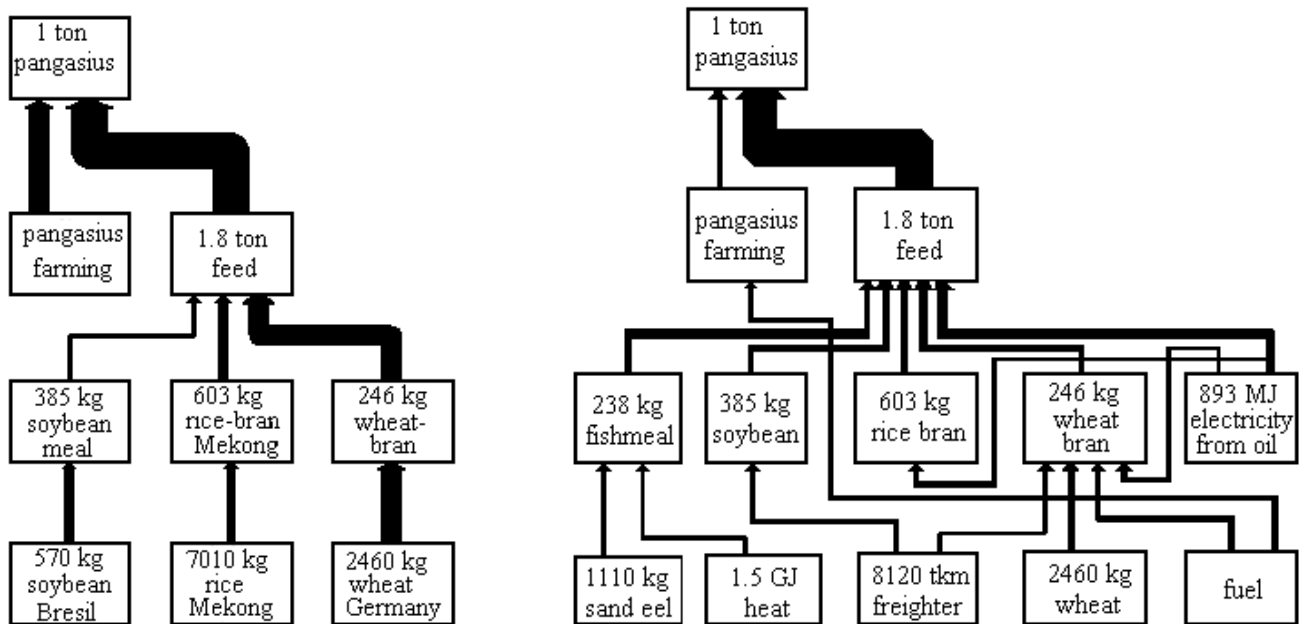 1 ton
pangasius
pangasius
farming
1.8 ton
feed
385 kg
soybean
meal
603 kg
rice-bran
Mekong
246 kg
wheat-
bran
570 kg
soybean
Bresil
7010 kg
rice
Mekong
2460 kg
wheat
Germany
1 ton
pangasius
pangasius
farming
1.8 ton
feed
238 kg
fishmeal
385 kg
soybean
603 kg
rice bran
246 kg
wheat
bran
893 MJ
electricity
from oil
1110 kg
sand eel
1.5 GJ
heat
8120 tkm
freighter
2460 kg
wheat
fuel